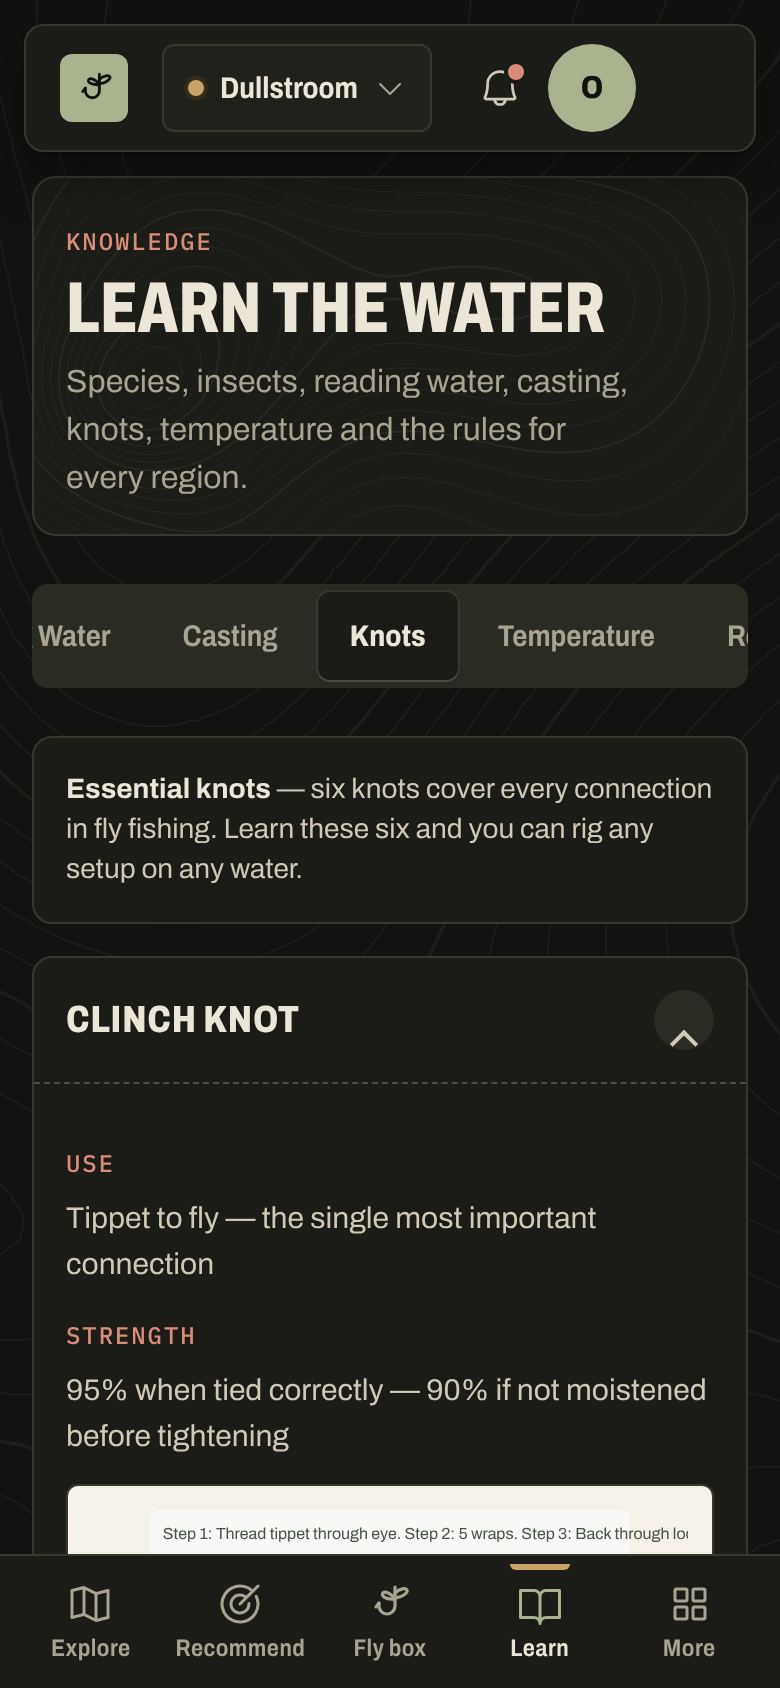 Dullstroom
O
KNOWLEDGE
LEARN THE WATER
Species, insects, reading water, casting,
knots, temperature and the rules for
every region.
Water Casting Knots Temperature
Essential knots — six knots cover every connection
in fly fishing. Learn these six and you can rig any
setup on any water.
CLINCH KNOT
USE
Tippet to fly — the single most important
connection
STRENGTH
95% when tied correctly — 90% if not moistened
before tightening
Step 1: Thread tippet through eye. Step 2: 5 wraps. Step 3: Back through
Explore Recommend Fly box Learn More